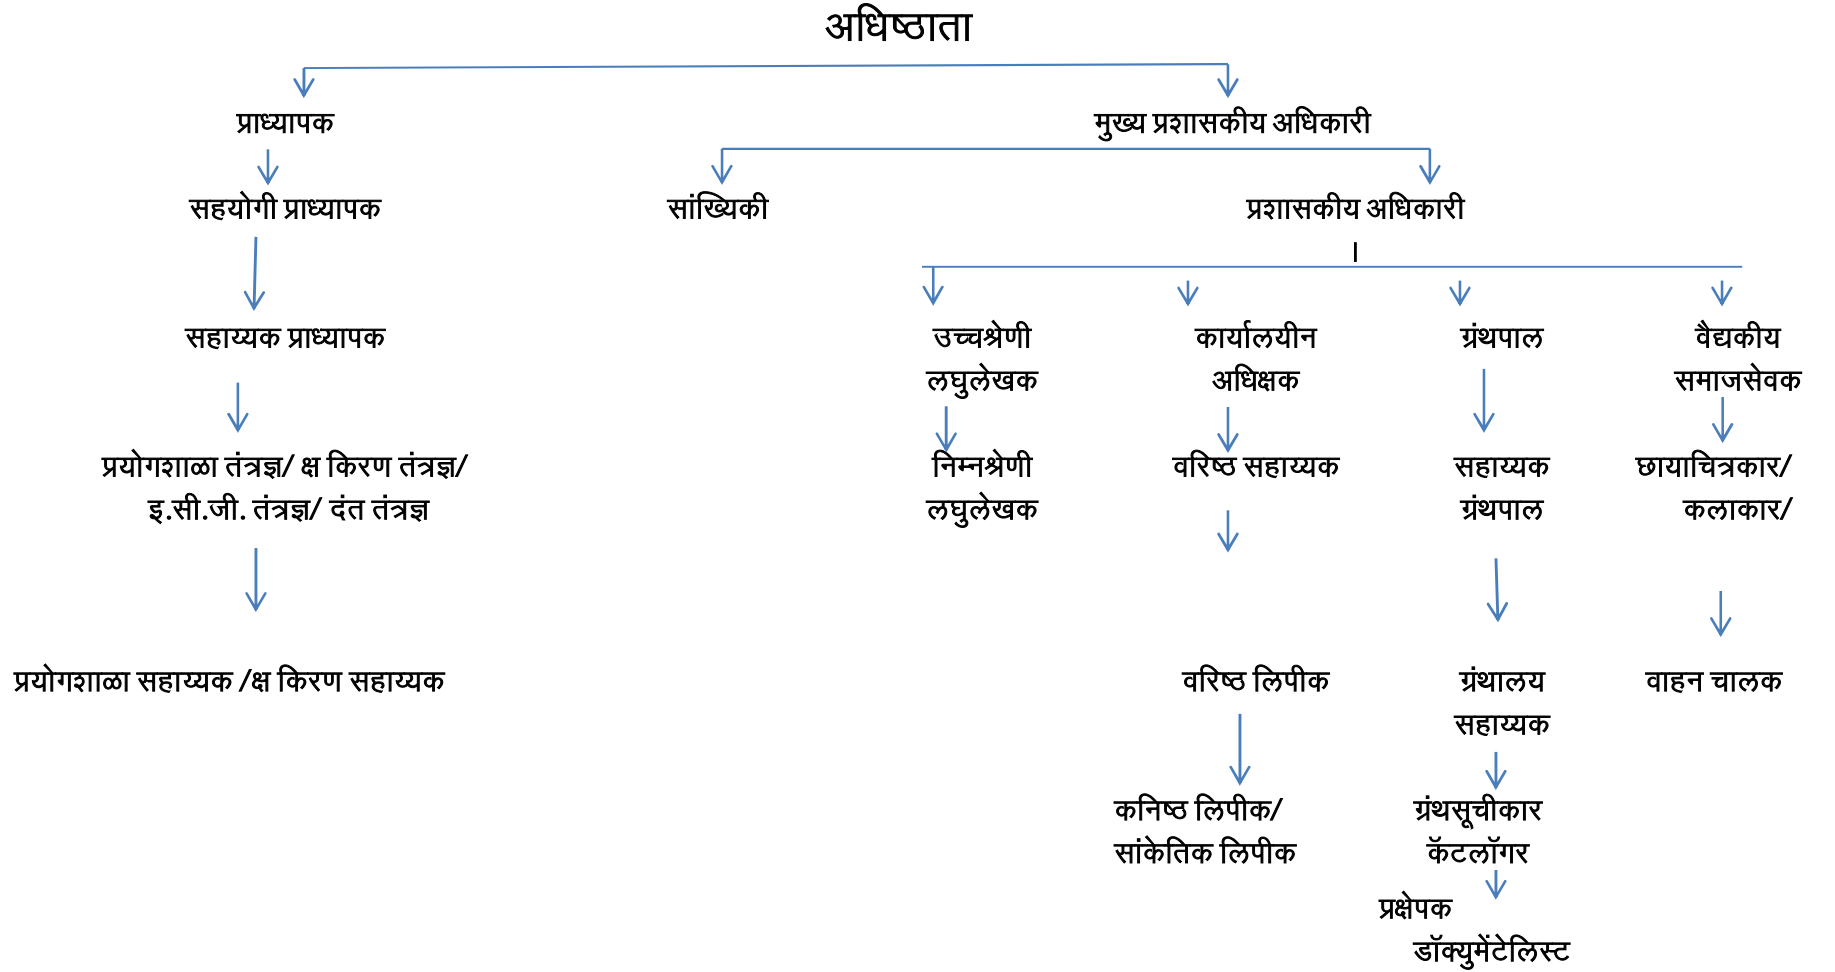 अधिष्ठाता
प्राध्यापक मुख्य प्रशासकीय अधिकारी
सहयोगी प्राध्यापक सांख्यिकी प्रशासकीय अधिकारी
सहाय्यक प्राध्यापक उच्चश्रेणी कार्यालयीन ग्रंथपाल वैद्यकीय
लघुलेखक अधिक्षक समाजसेवक
प्रयोगशाळा तंत्रज्ञ/ क्ष किरण तंत्रज्ञ/ निम्नश्रेणी वरिष्ठ सहाय्यक सहाय्यक छायाचित्रकार/
इ.सी.जी. तंत्रज्ञ/ दंत तंत्रज्ञ लघुलेखक ग्रंथपाल कलाकार/
प्रयोगशाळा सहाय्यक /क्ष किरण सहाय्यक वरिष्ठ लिपीक ग्रंथालय वाहन चालक
सहाय्यक
कनिष्ठ लिपीक/ ग्रंथसूचीकार
सांकेतिक लिपीक कॅटलॉगर
प्रक्षेपक
डॉक्युमेंटेलिस्ट